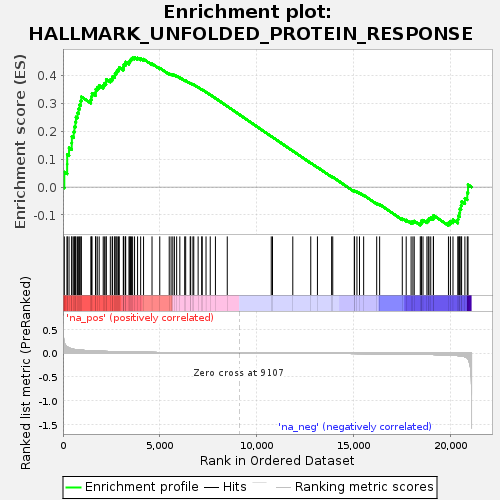 Enrichment plot:
HALLMARK_UNFOLDED_PROTEIN_RESPONSE
Enrichment score (ES)
0.4
0.3
0.2
0.1
0.0
-0.1
'na_pos' (positively correlated)
Ranked list metric (PreRanked)
0.5
0.0
-0.5
-1.0
-1.5
Zero cross at 9107
'na_neg' (negatively correlated)
0
5,000
10,000
15,000
20,000
Rank in Ordered Dataset
Enrichment profile
Hits
Ranking metric scores